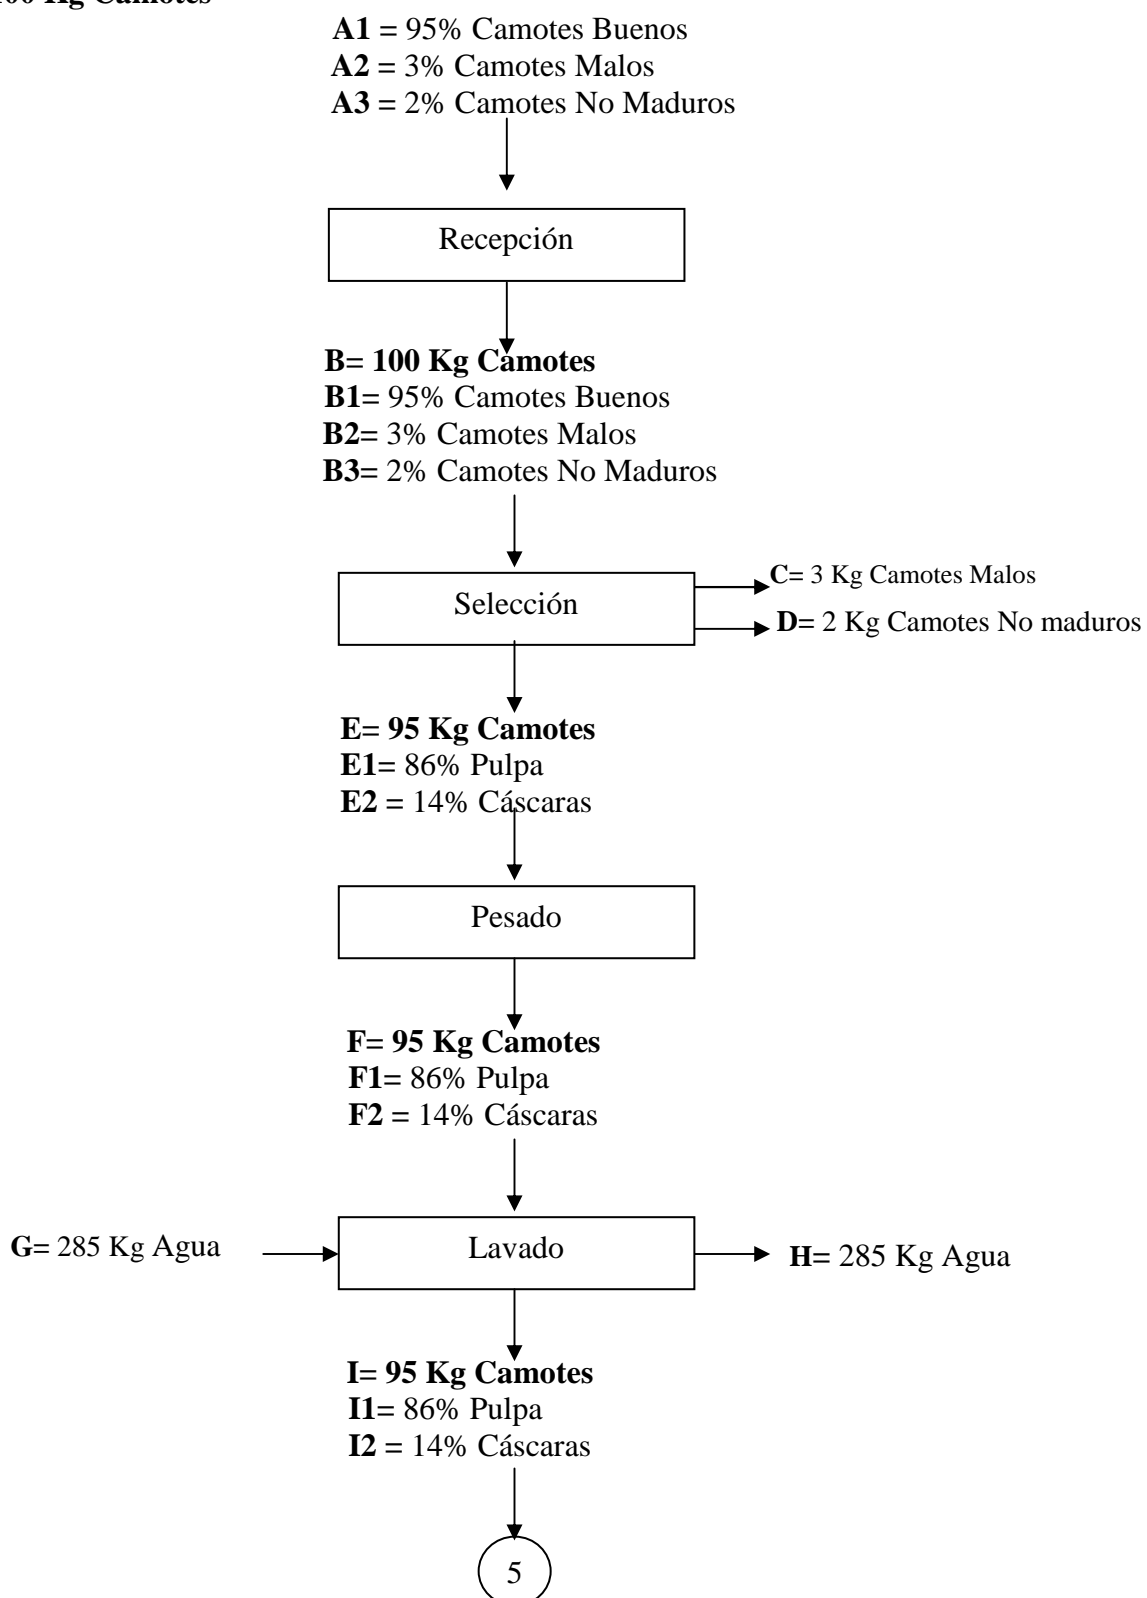 Kg Camotes
A1 = 95% Camotes Buenos
A2 = 3% Camotes Malos
A3 = 2% Camotes No Maduros
Recepción
B= 100 Kg Camotes
B1= 95% Camotes Buenos
B2= 3% Camotes Malos
B3= 2% Camotes No Maduros
Selección
C= 3 Kg Camotes Malos
D= 2 Kg Camotes No maduros
E= 95 Kg Camotes
E1= 86% Pulpa
E2 = 14% Cáscaras
Pesado
F= 95 Kg Camotes
F1= 86% Pulpa
F2 = 14% Cáscaras
G= 285 Kg Agua
Lavado
H= 285 Kg Agua
I= 95 Kg Camotes
I1= 86% Pulpa
I2 = 14% Cáscaras
5